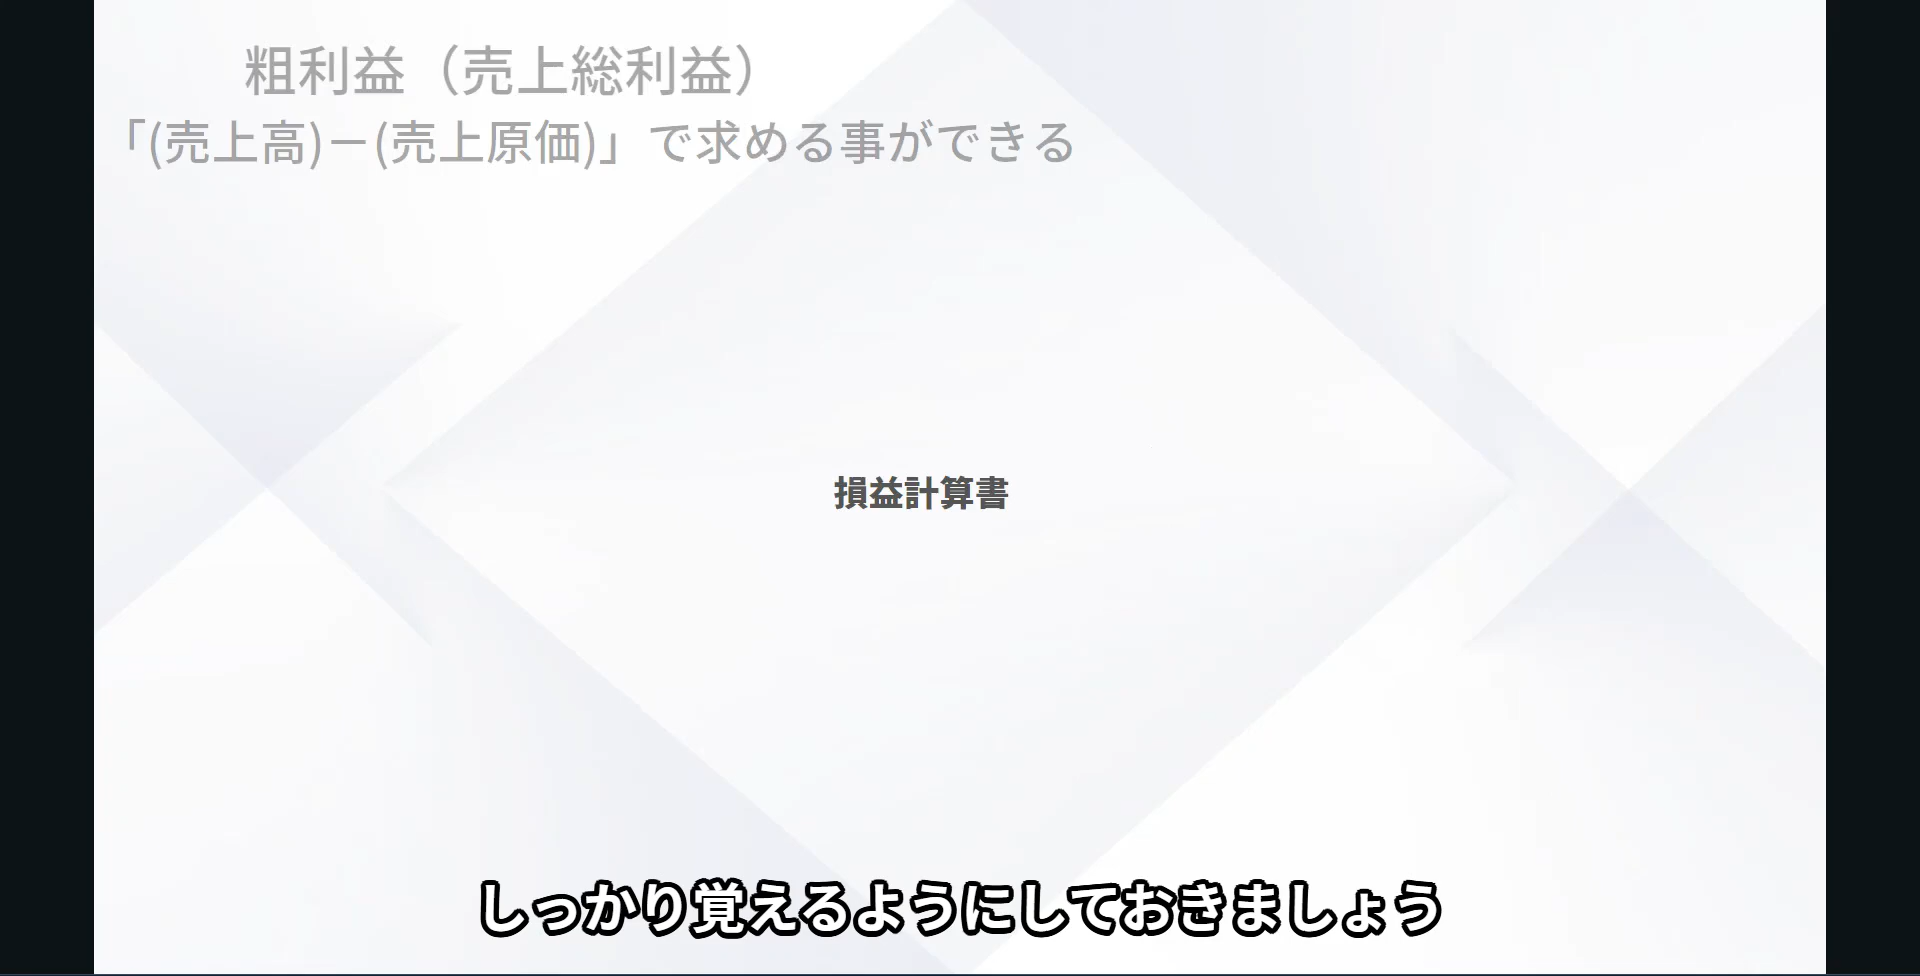 粗利益（売上総利益）
「(売上高)－(売上原価)」で求める事ができる
損益計算書
しっかり覚えるようにしておきましょう